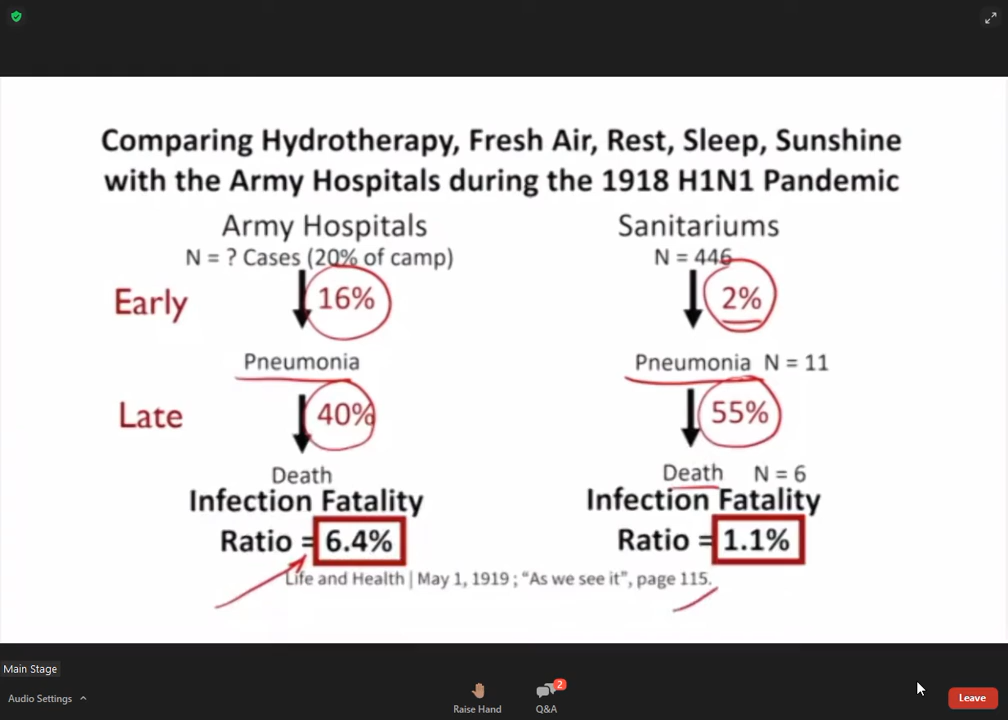 Comparing Hydrotherapy, Fresh Air, Rest, Sleep, Sunshine
with the Army Hospitals during the 1918 H1N1 Pandemic
Army Hospitals
N = ? Cases (20% of camp)
Early
16%
Pneumonia
Late
40%
Death
Infection Fatality
Ratio = 6.4%
Sanitariums
N = 446
2%
Pneumonia N = 11
55%
Death N = 6
Infection Fatality
Ratio = 1.1%
Life and Health | May 1, 1919 ; “As we see it”, page 115.
Main Stage
Audio Settings
Raise Hand
2
Q&A
Leave